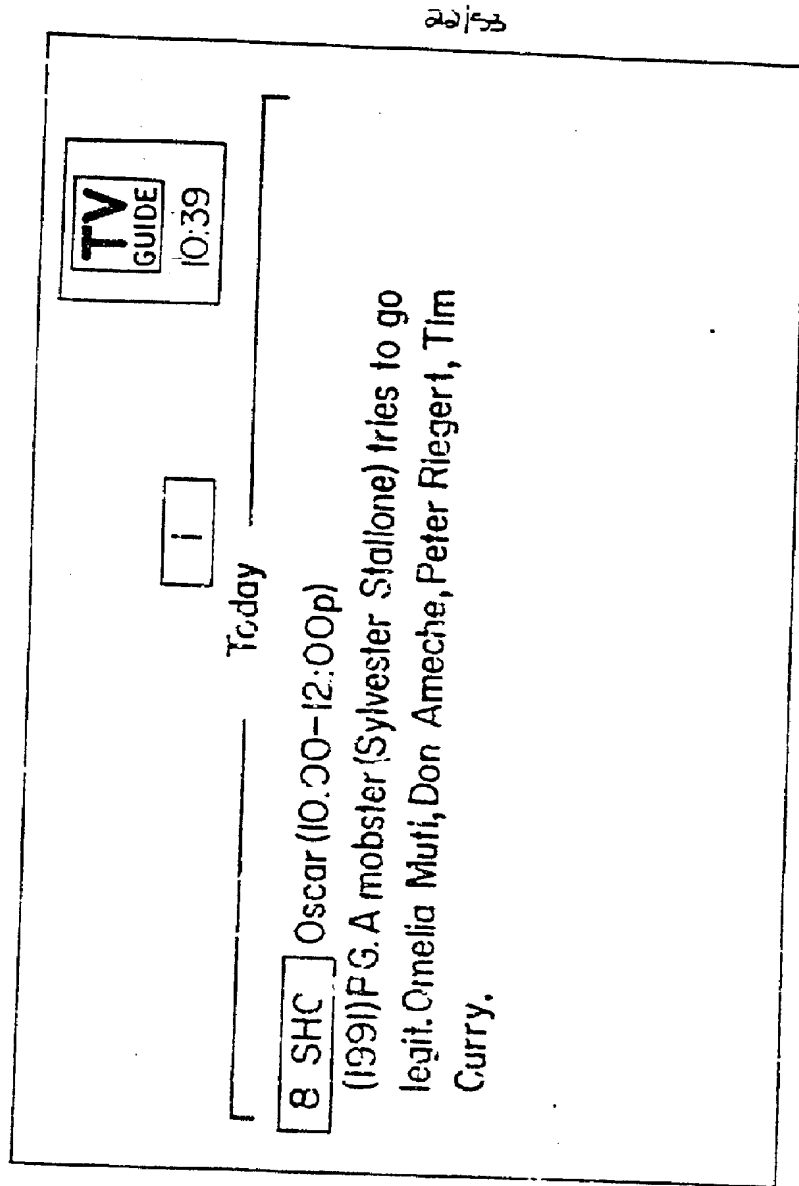 22/53
TV
GUIDE
10:39
i
Today
8 SHC Oscar (10:00-12:00p)
(1991) PG. A mobster (Sylvester Stallone) tries to go
legit. Ornelia Muti, Don Ameche, Peter Riegert, Tim
Curry.